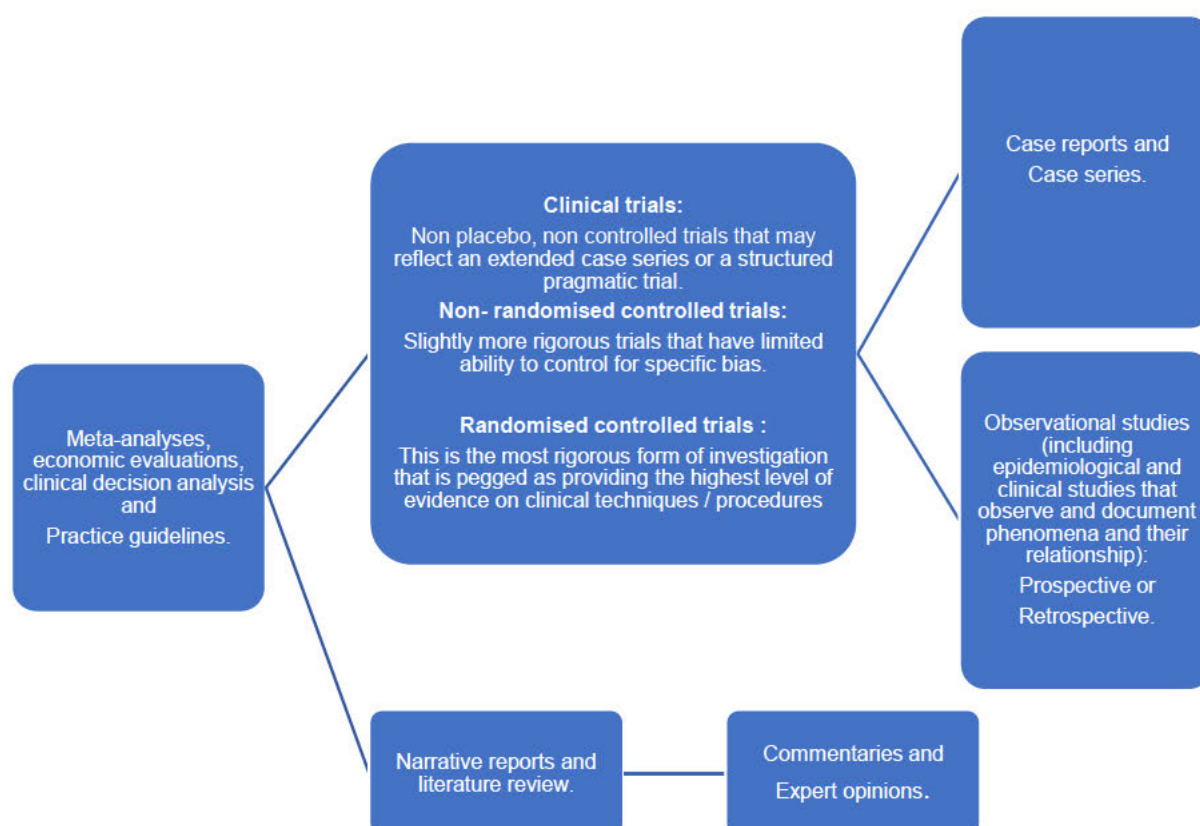 Meta-analyses,
economic evaluations,
clinical decision analysis
and
Practice guidelines.
Clinical trials:
Non placebo, non controlled trials that may
reflect an extended case series or a structured
pragmatic trial.
Non- randomised controlled trials:
Slightly more rigorous trials that have limited
ability to control for specific bias.
Randomised controlled trials :
This is the most rigorous form of investigation
that is pegged as providing the highest level of
evidence on clinical techniques / procedures
Case reports and
Case series.
Observational studies
(including
epidemiological and
clinical studies that
observe and document
phenomena and their
relationship):
Prospective or
Retrospective.
Narrative reports and
literature review.
Commentaries and
Expert opinions.